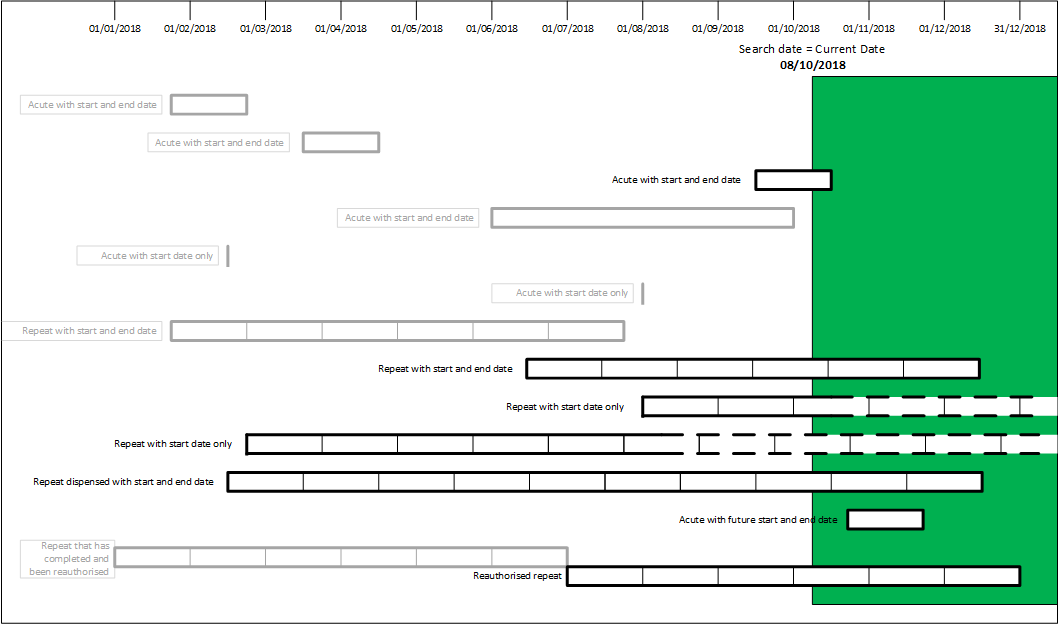 01/01/2018 01/02/2018 01/03/2018 01/04/2018 01/05/2018 01/06/2018 01/07/2018 01/08/2018 01/09/2018 01/10/2018 01/11/2018 01/12/2018 31/12/2018
Search date = Current Date
08/10/2018
Acute with start and end date
Acute with start and end date
Acute with start and end date
Acute with start and end date
Acute with start date only
Acute with start date only
Repeat with start and end date
Repeat with start and end date
Repeat with start date only
Repeat with start date only
Repeat dispensed with start and end date
Acute with future start and end date
Repeat that has
completed and
been reauthorised
Reauthorised repeat